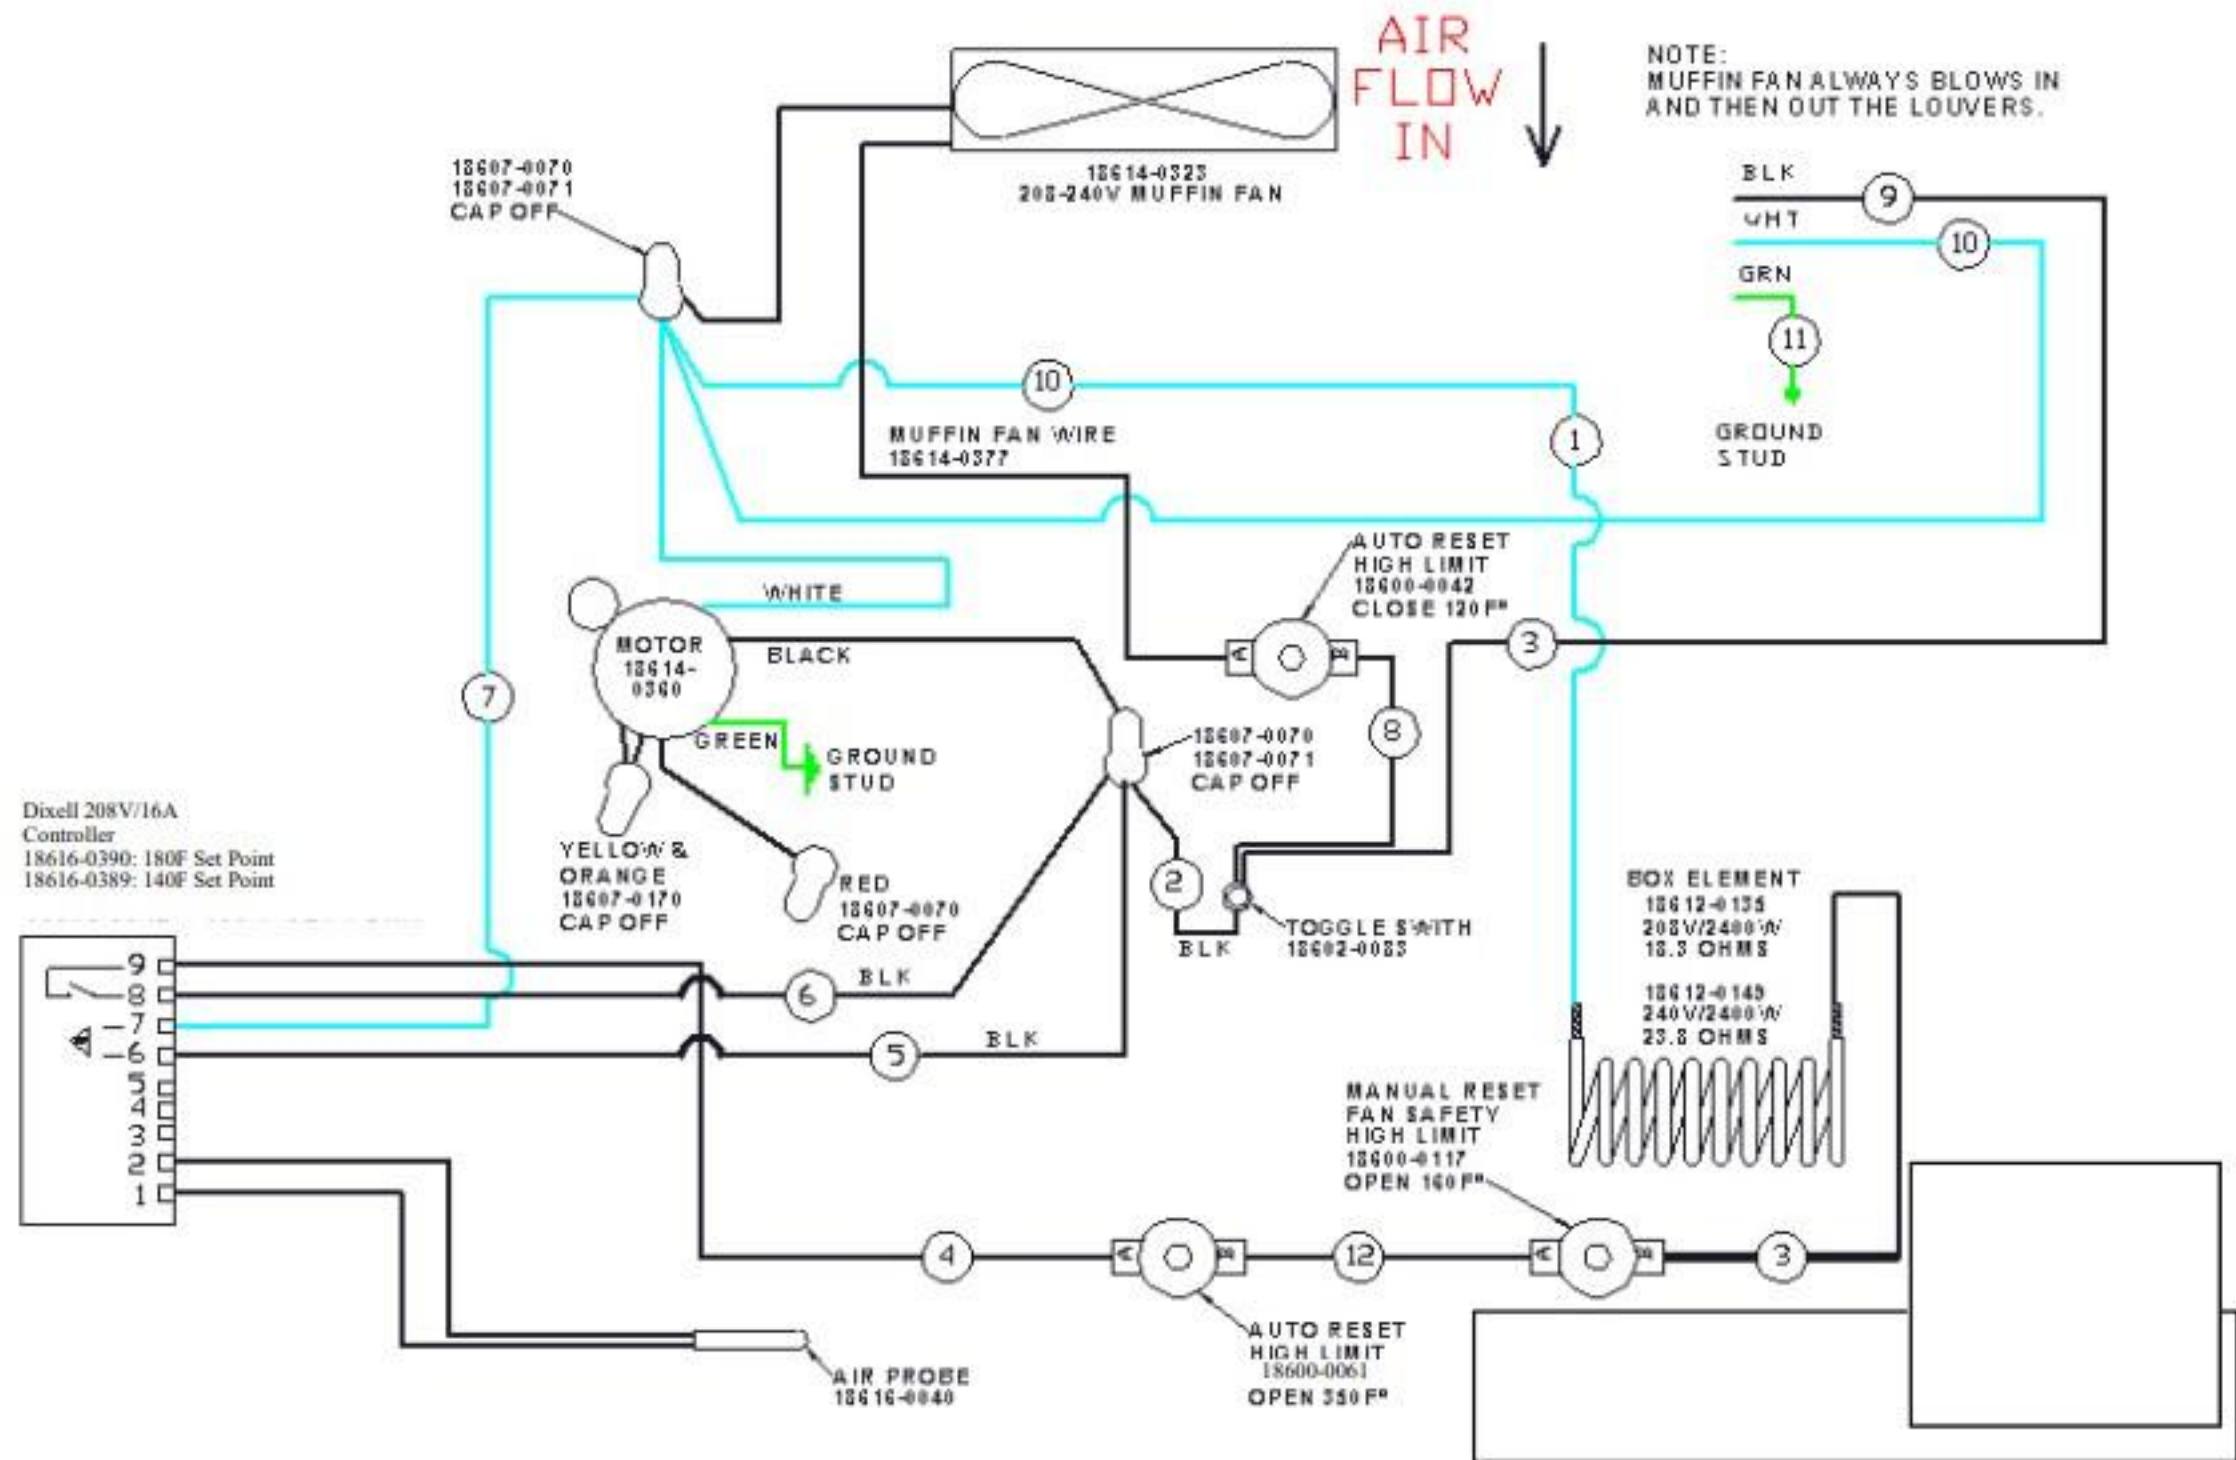 AIR
FLOW
IN
NOTE:
MUFFIN FAN ALWAYS BLOWS IN
AND THEN OUT THE LOUVERS.
18607-0070
18607-0071
CAP OFF
18614-0323
208-240V MUFFIN FAN
BLK
9
WHT
10
GRN
11
GROUND
STUD
10
1
MUFFIN FAN WIRE
18614-0377
AUTO RESET
HIGH LIMIT
18600-0042
CLOSE 120F°
WHITE
MOTOR
18614-
0360
BLACK
A
B
3
7
GREEN
GROUND
STUD
8
18607-0070
18607-0071
CAP OFF
Dixell 208V/16A
Controller
18616-0390: 180F Set Point
18616-0389: 140F Set Point
YELLOW &
ORANGE
18607-0170
CAP OFF
RED
18607-0070
CAP OFF
2
BLK
TOGGLE SWITH
18602-0083
BOX ELEMENT
18612-0135
208V/2400W
18.3 OHMS
18612-0149
240V/2400W
23.8 OHMS
9
8
7
6
5
4
3
2
1
6
BLK
5
BLK
MANUAL RESET
FAN SAFETY
HIGH LIMIT
18600-0117
OPEN 160F°
4
A
B
12
A
B
3
AUTO RESET
HIGH LIMIT
18600-0061
OPEN 350F°
AIR PROBE
18616-0040